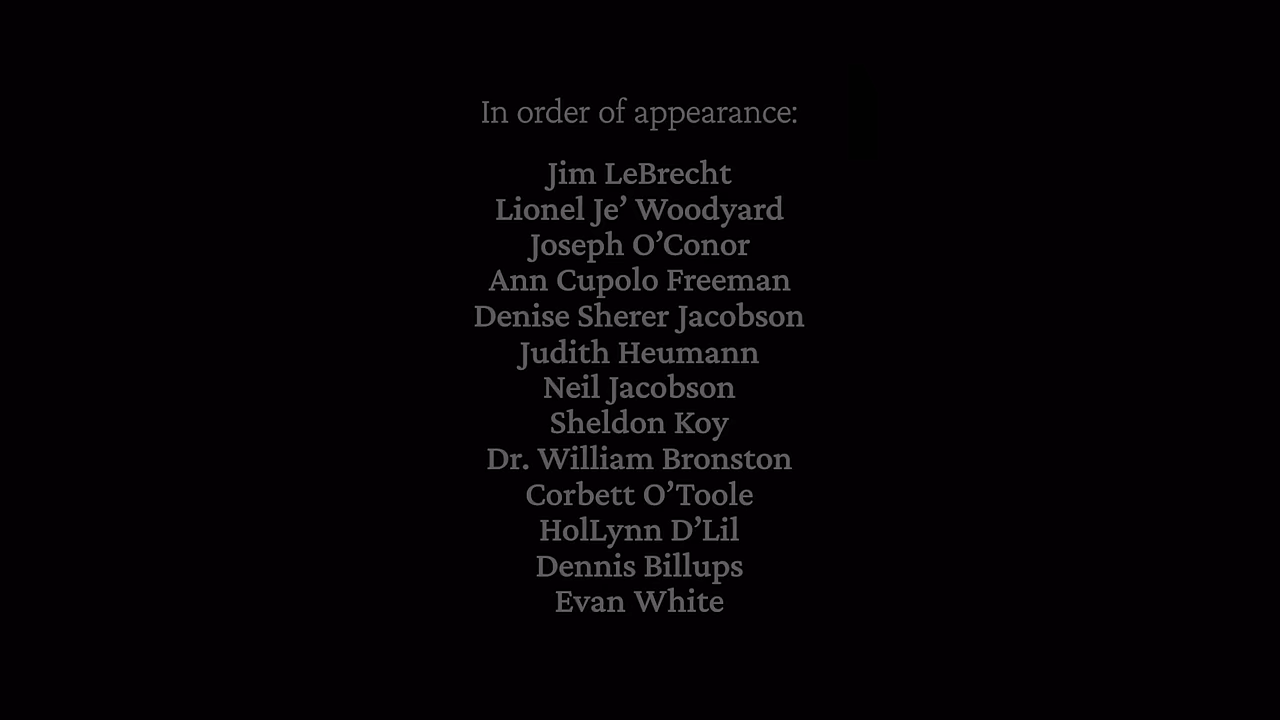 In order of appearance:
Jim LeBrecht
Lionel Je’ Woodyard
Joseph O’Conor
Ann Cupolo Freeman
Denise Sherer Jacobson
Judith Heumann
Neil Jacobson
Sheldon Koy
Dr. William Bronston
Corbett O’Toole
HolLynn D’Lil
Dennis Billups
Evan White